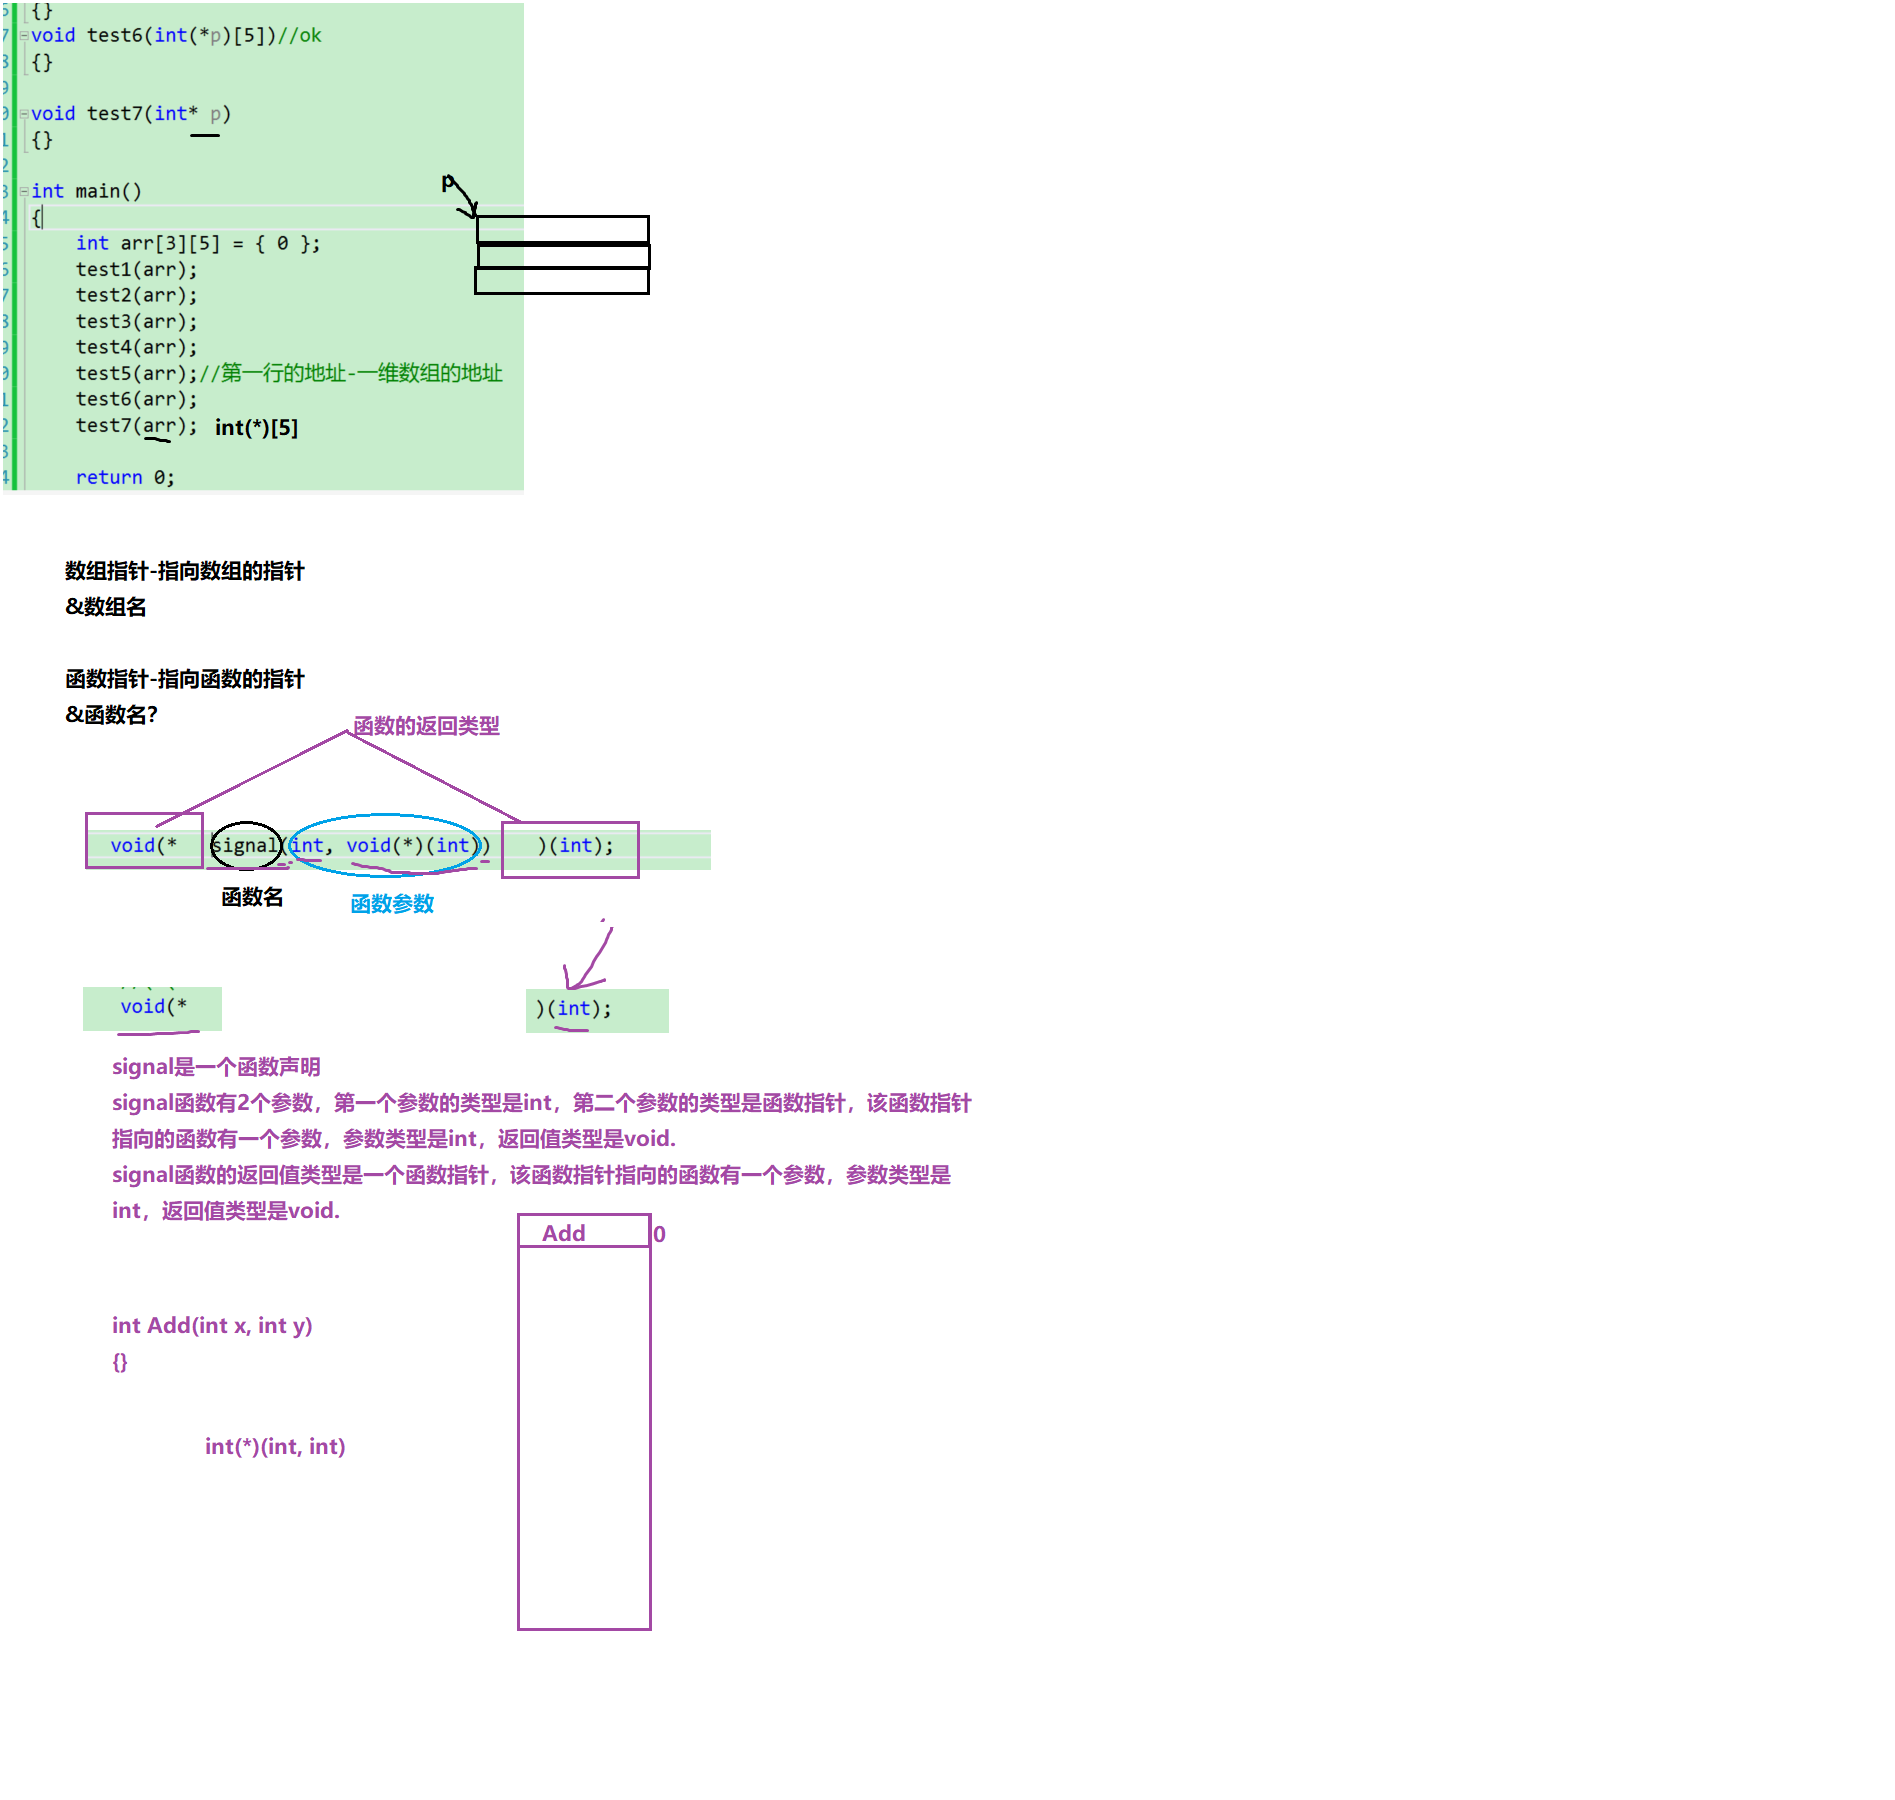 {}
void test6(int(*p)[5])//ok
{}
void test7(int* p)
{}
int main()
p
{
int arr[3][5] = { 0 };
test1(arr);
test2(arr);
test3(arr);
test4(arr);
test5(arr);//第一行的地址-一维数组的地址
test6(arr);
test7(arr); int(*)[5]
return 0;
数组指针-指向数组的指针
&数组名
函数指针-指向函数的指针
&函数名?
函数的返回类型
void(* signal(int, void(*)(int)) )(int);
函数名 函数参数
void(* )(int);
signal是一个函数声明
signal函数有2个参数，第一个参数的类型是int，第二个参数的类型是函数指针，该函数指针
指向的函数有一个参数，参数类型是int，返回值类型是void.
signal函数的返回值类型是一个函数指针，该函数指针指向的函数有一个参数，参数类型是
int，返回值类型是void.
Add 0
int Add(int x, int y)
{}
int(*)(int, int)